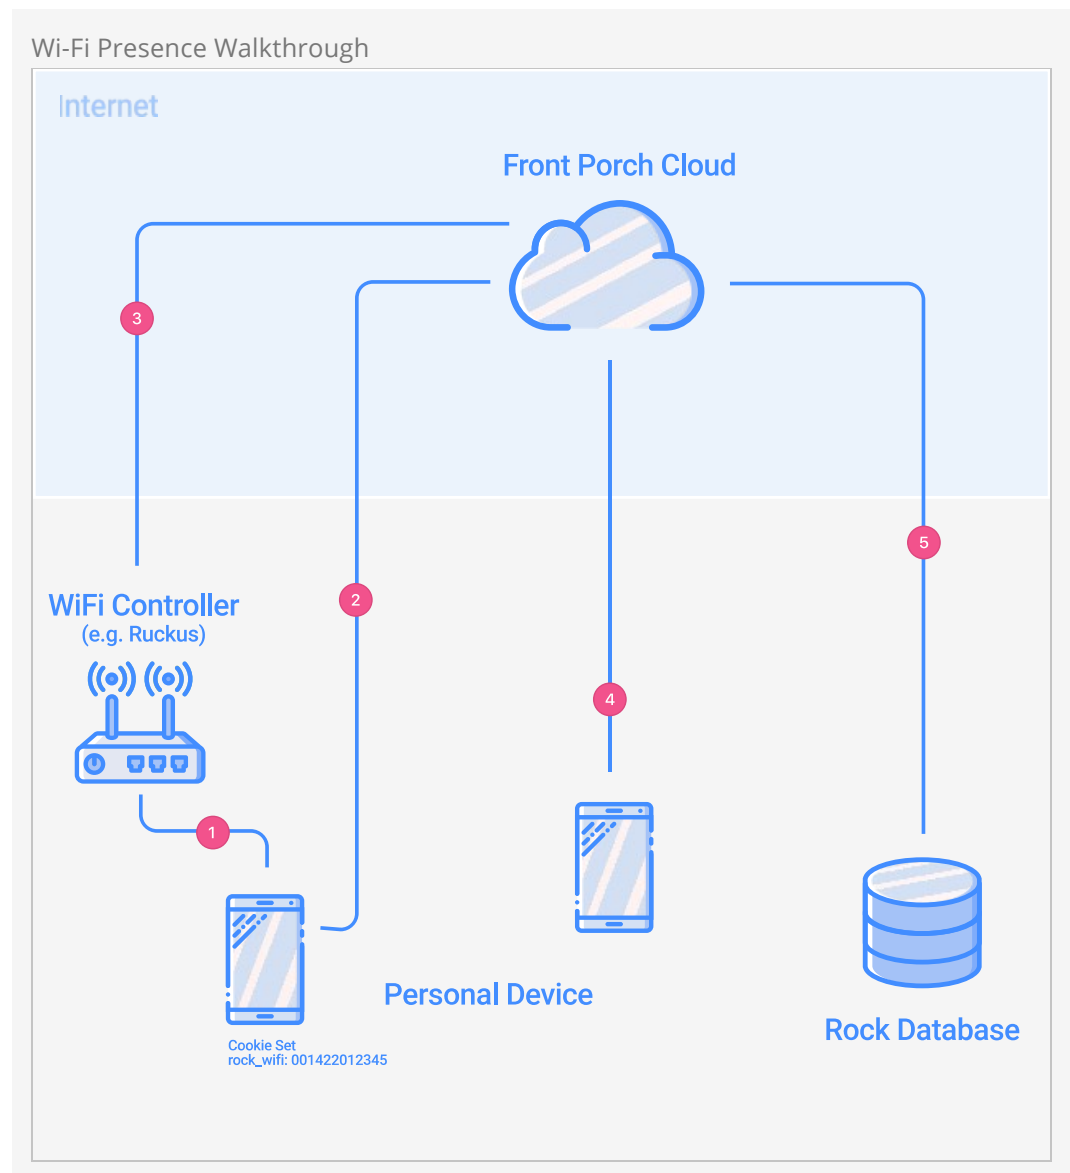 Wi-Fi Presence Walkthrough
Internet
Front Porch Cloud
3
5
2
WiFi Controller
(e.g. Ruckus)
4
1
Personal Device
Rock Database
Cookie Set
rock_wifi: 001422012345